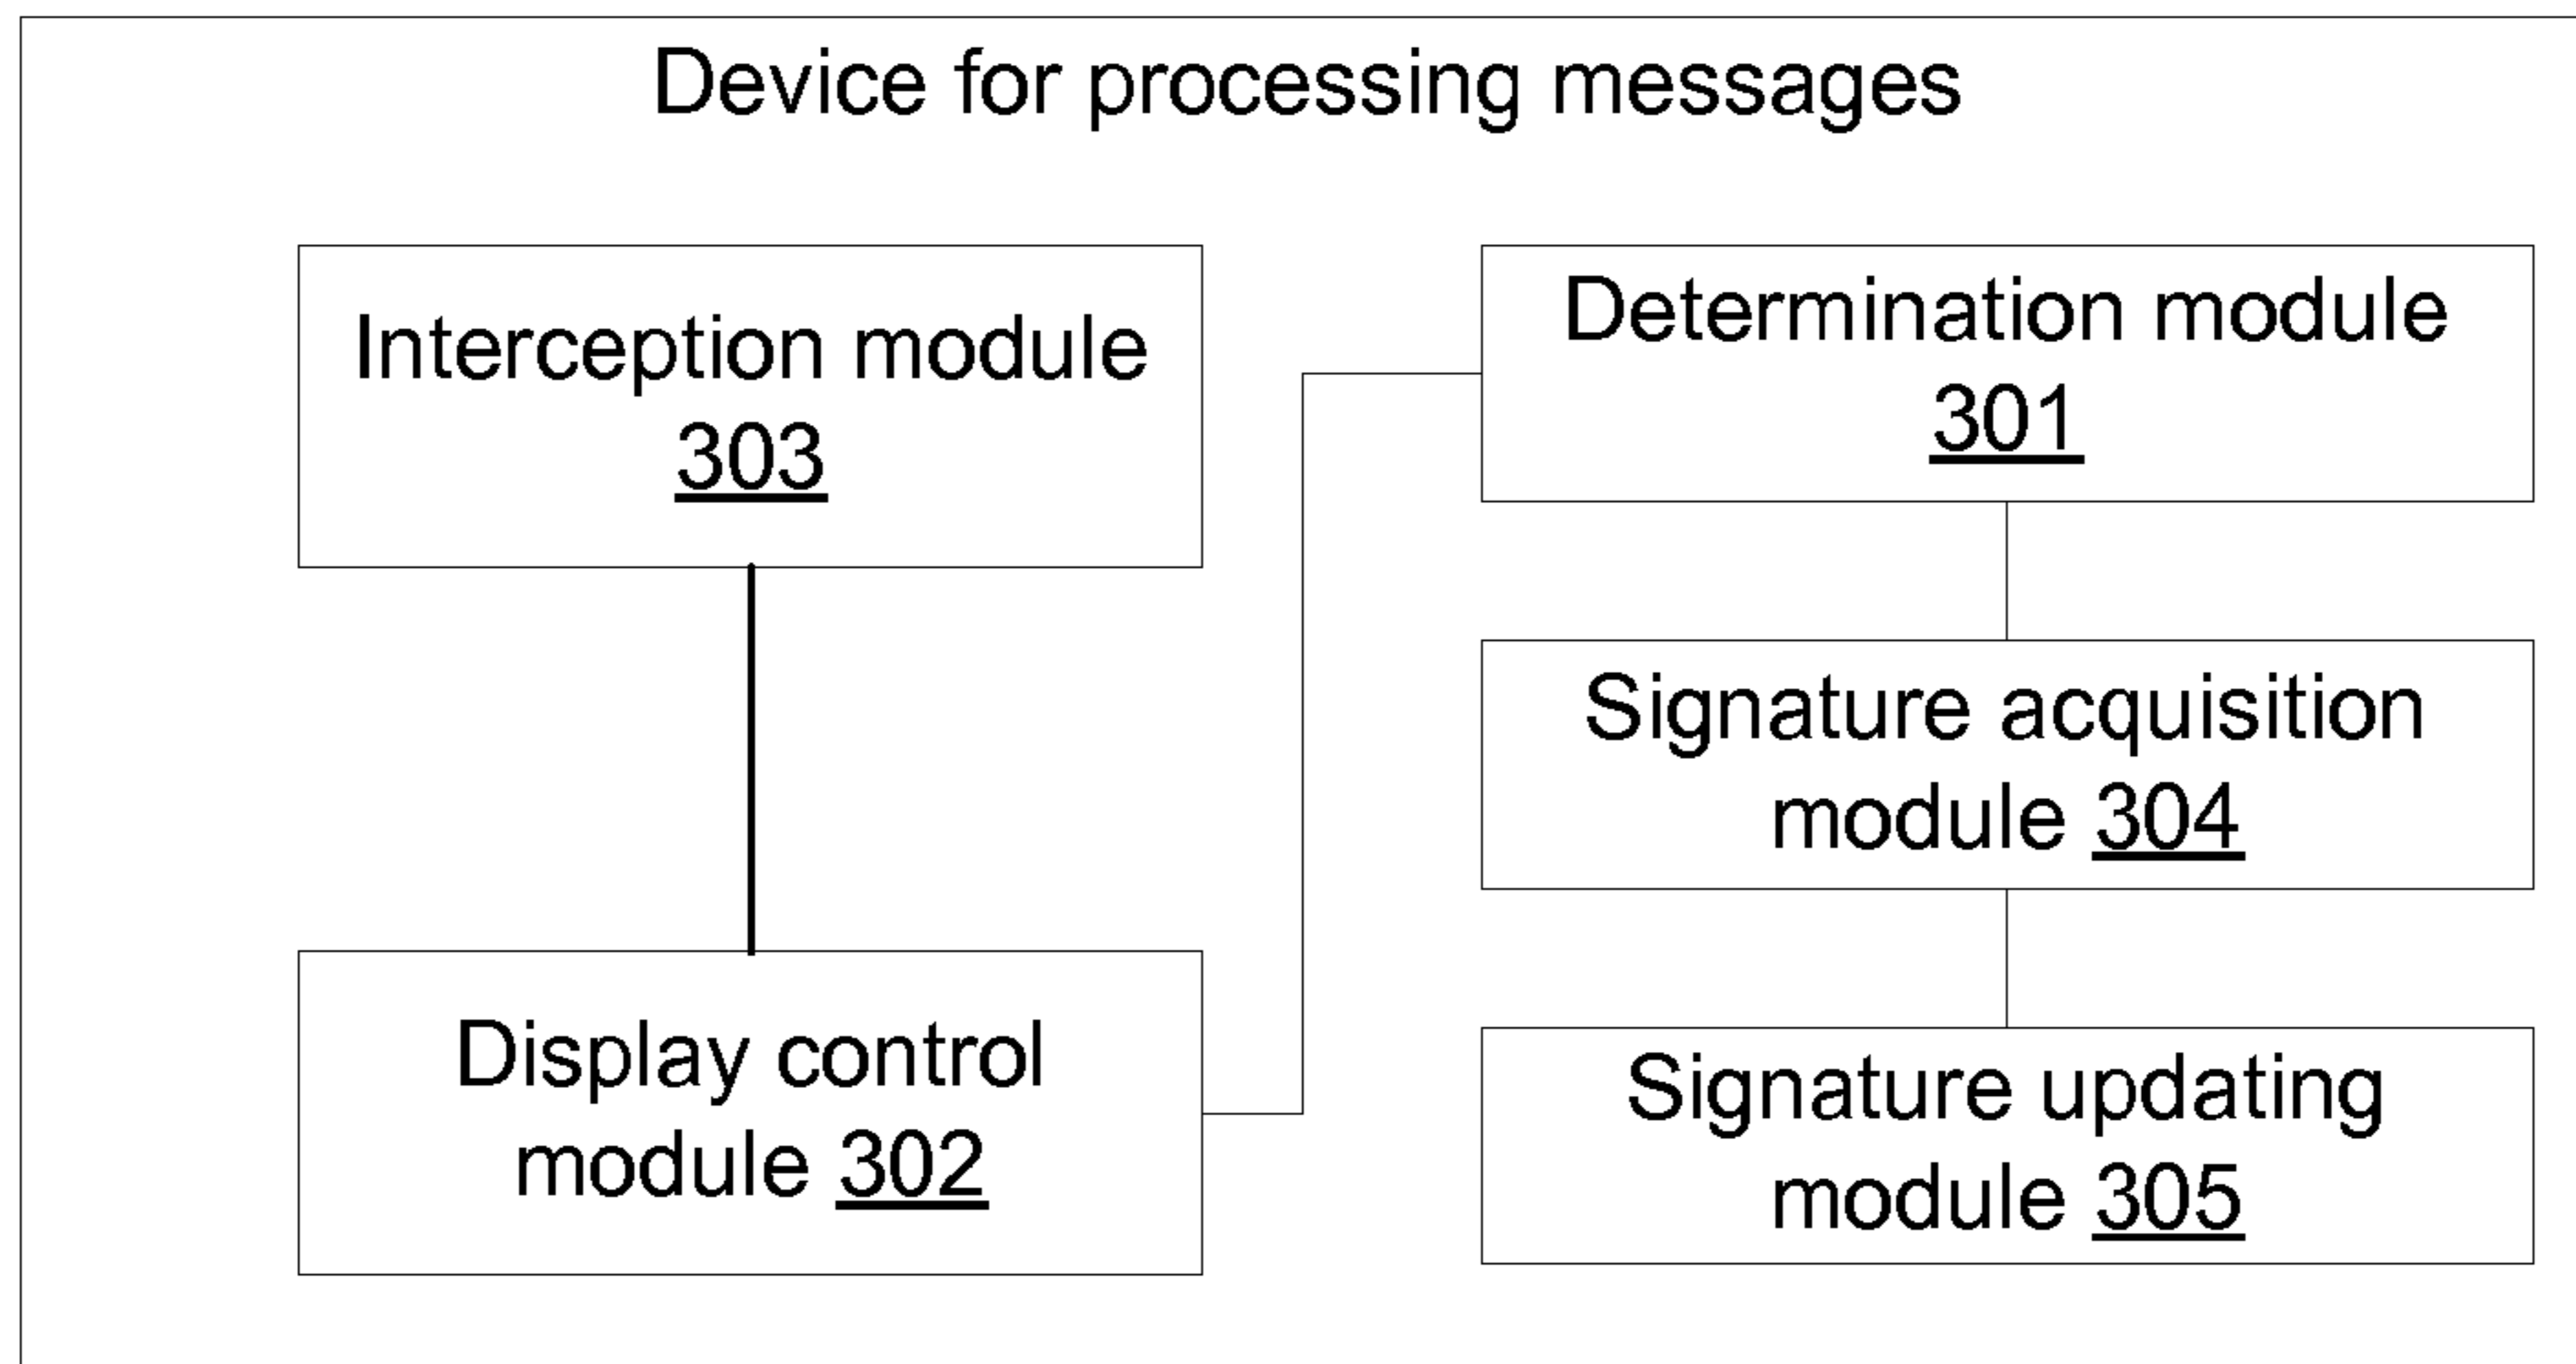 Device for processing messages
Interception module
303
Determination module
301
Signature acquisition
module 304
Display control
module 302
Signature updating
module 305